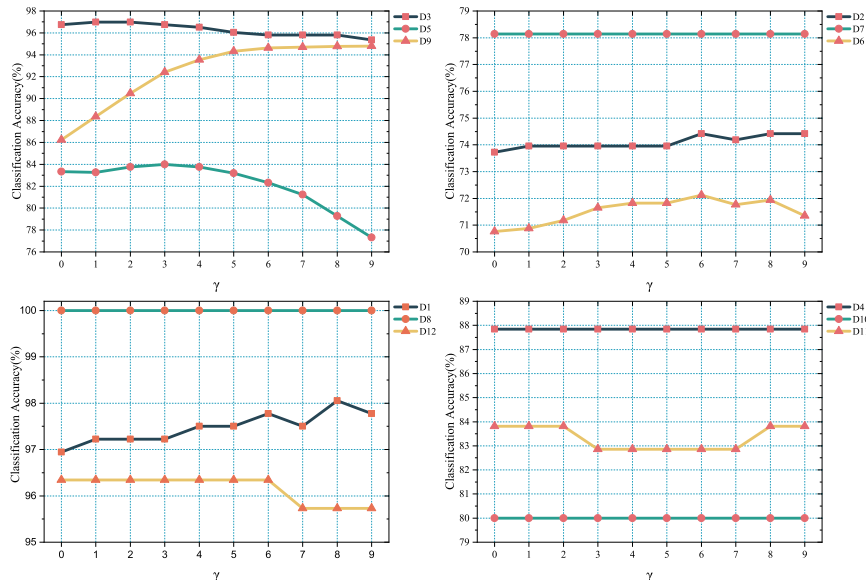 Classification Accuracy(%)
98
96
94
92
90
88
86
84
82
80
78
76
0 1 2 3 4 5 6 7 8 9
γ
D3
D5
D9
Classification Accuracy(%)
79
78
77
76
75
74
73
72
71
70
0 1 2 3 4 5 6 7 8 9
γ
D2
D7
D6
Classification Accuracy(%)
100
99
98
97
96
95
0 1 2 3 4 5 6 7 8 9
γ
D1
D8
D12
Classification Accuracy(%)
89
88
87
86
85
84
83
82
81
80
79
0 1 2 3 4 5 6 7 8 9
γ
D4
D1